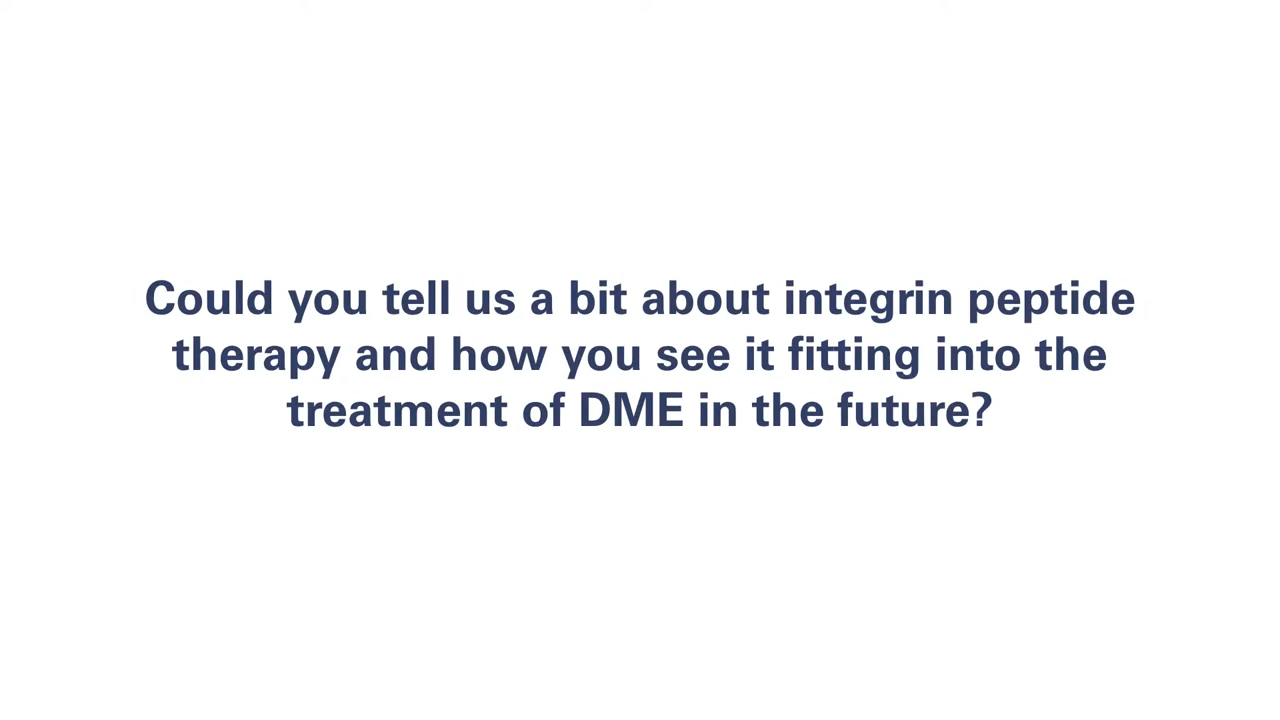 Could you tell us a bit about integrin peptide
therapy and how you see it fitting into the
treatment of DME in the future?